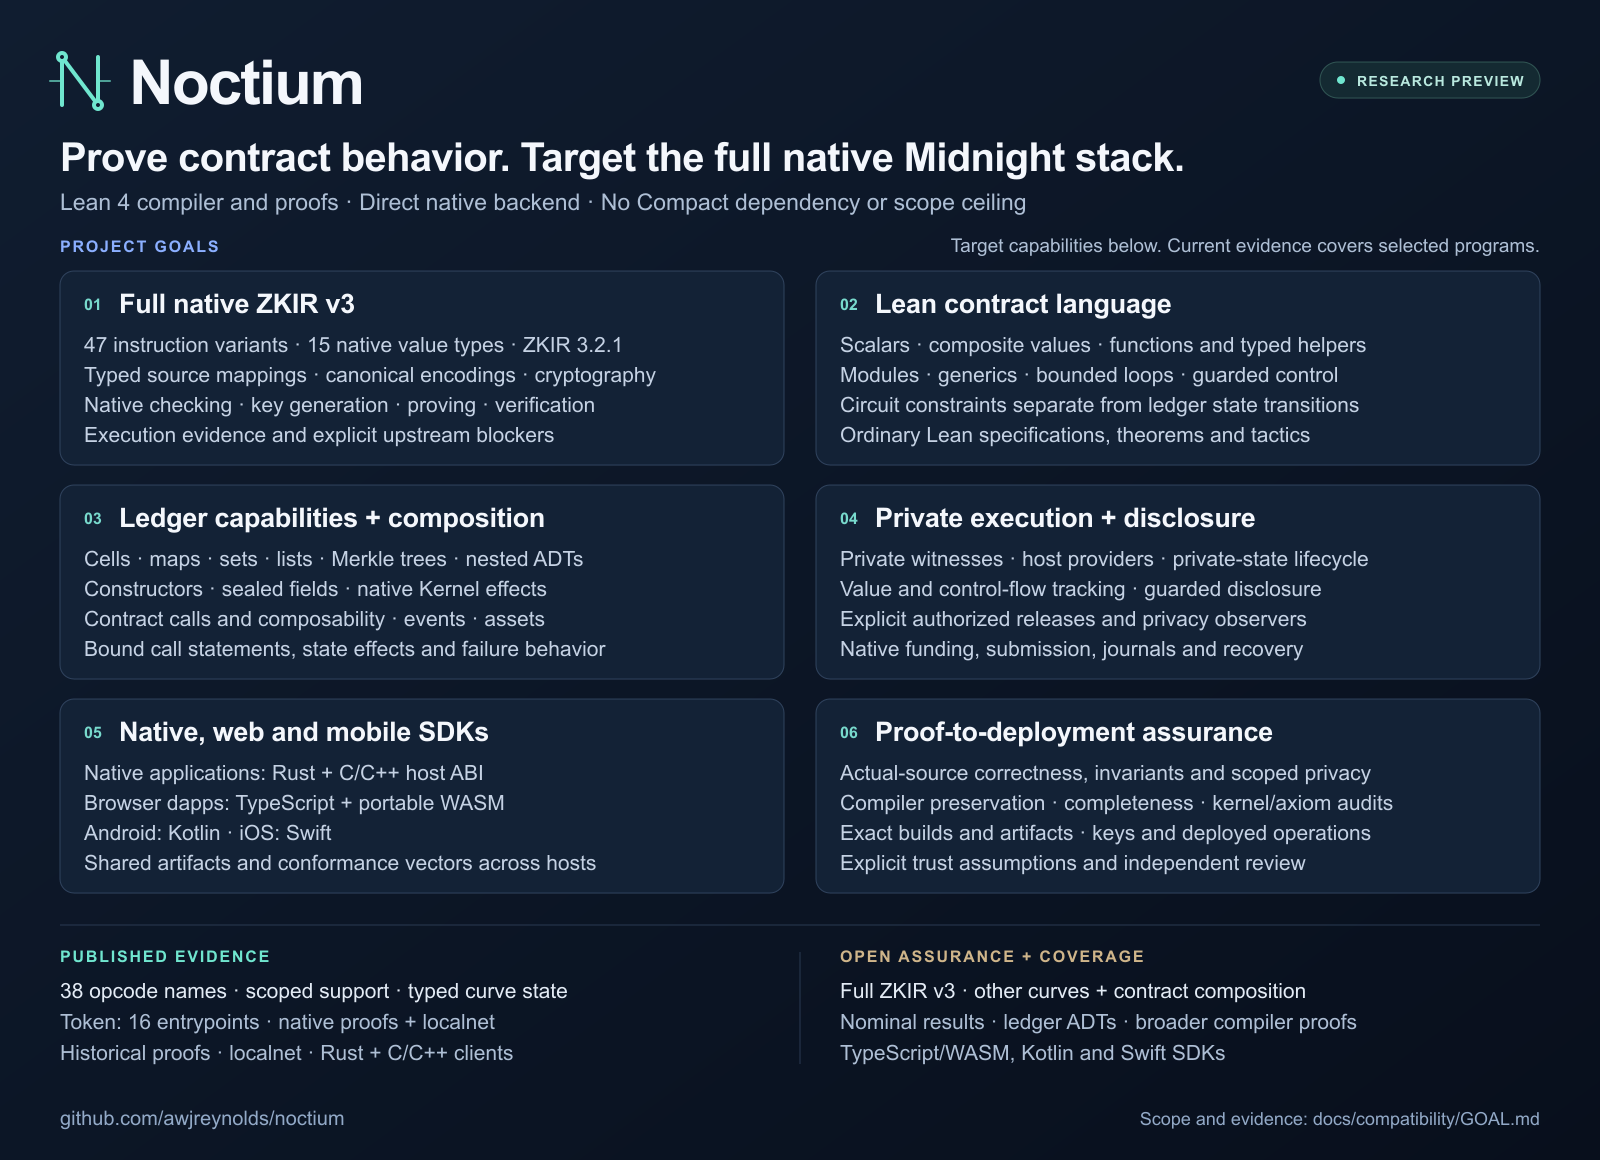 Noctium
RESEARCH PREVIEW
Prove contract behavior. Target the full native Midnight stack.
Lean 4 compiler and proofs · Direct native backend · No Compact dependency or scope ceiling
PROJECT GOALS
Target capabilities below. Current evidence covers selected programs.
01 Full native ZKIR v3
47 instruction variants · 15 native value types · ZKIR 3.2.1
Typed source mappings · canonical encodings · cryptography
Native checking · key generation · proving · verification
Execution evidence and explicit upstream blockers
02 Lean contract language
Scalars · composite values · functions and typed helpers
Modules · generics · bounded loops · guarded control
Circuit constraints separate from ledger state transitions
Ordinary Lean specifications, theorems and tactics
03 Ledger capabilities + composition
Cells · maps · sets · lists · Merkle trees · nested ADTs
Constructors · sealed fields · native Kernel effects
Contract calls and composability · events · assets
Bound call statements, state effects and failure behavior
04 Private execution + disclosure
Private witnesses · host providers · private-state lifecycle
Value and control-flow tracking · guarded disclosure
Explicit authorized releases and privacy observers
Native funding, submission, journals and recovery
05 Native, web and mobile SDKs
Native applications: Rust + C/C++ host ABI
Browser dapps: TypeScript + portable WASM
Android: Kotlin · iOS: Swift
Shared artifacts and conformance vectors across hosts
06 Proof-to-deployment assurance
Actual-source correctness, invariants and scoped privacy
Compiler preservation · completeness · kernel/axiom audits
Exact builds and artifacts · keys and deployed operations
Explicit trust assumptions and independent review
PUBLISHED EVIDENCE
38 opcode names · scoped support · typed curve state
Token: 16 entrypoints · native proofs + localnet
Historical proofs · localnet · Rust + C/C++ clients
OPEN ASSURANCE + COVERAGE
Full ZKIR v3 · other curves + contract composition
Nominal results · ledger ADTs · broader compiler proofs
TypeScript/WASM, Kotlin and Swift SDKs
github.com/awjreynolds/noctium
Scope and evidence: docs/compatibility/GOAL.md